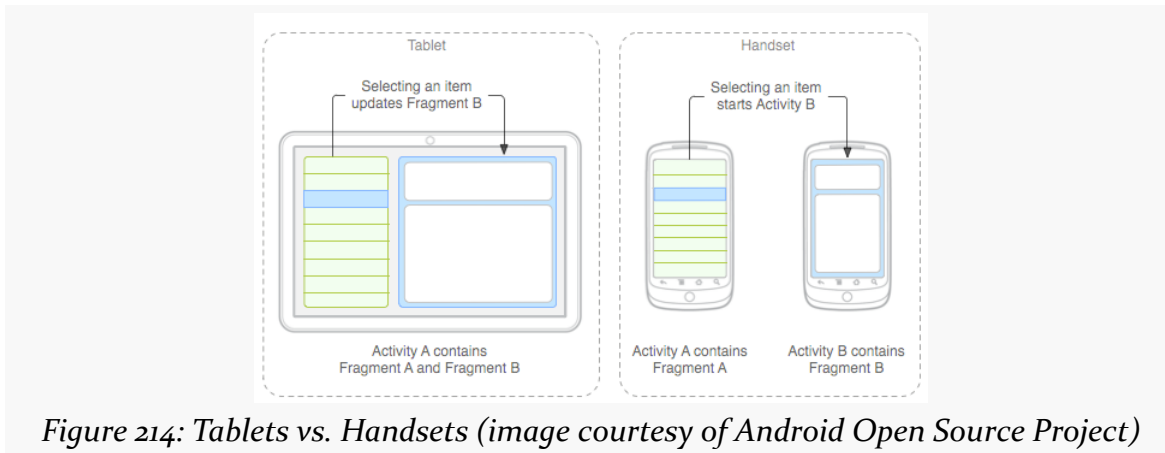 Tablet
Selecting an item
updates Fragment B
Activity A contains
Fragment A and Fragment B
Handset
Selecting an item
starts Activity B
Activity A contains
Fragment A
Activity B contains
Fragment B
Figure 214: Tablets vs. Handsets (image courtesy of Android Open Source Project)